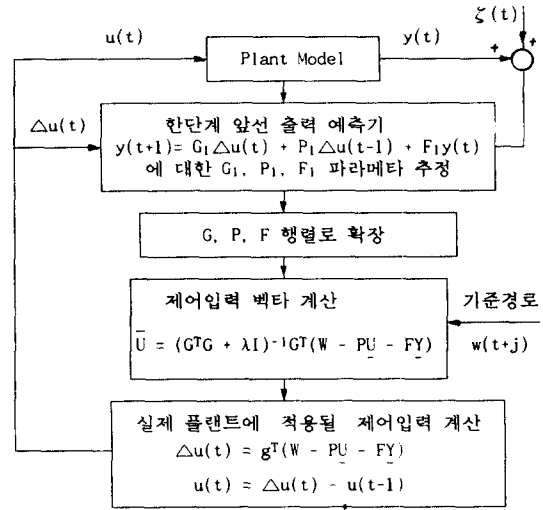 ζ(t)
u(t)
Plant Model
y(t)
+
+
△u(t)
한단계 앞선 출력 예측기
y(t+1)= G₁△u(t) + P₁△u(t-1) + F₁y(t)
에 대한 G₁, P₁, F₁ 파라메타 추정
G, P, F 행렬로 확장
제어입력 벡타 계산
기준경로
U̅ = (GᵀG + λI)⁻¹Gᵀ(W - PU̲ - FY̲)
w(t+j)
실제 플랜트에 적용될 제어입력 계산
△u(t) = gᵀ(W - PU̲ - FY̲)
u(t) = △u(t) - u(t-1)